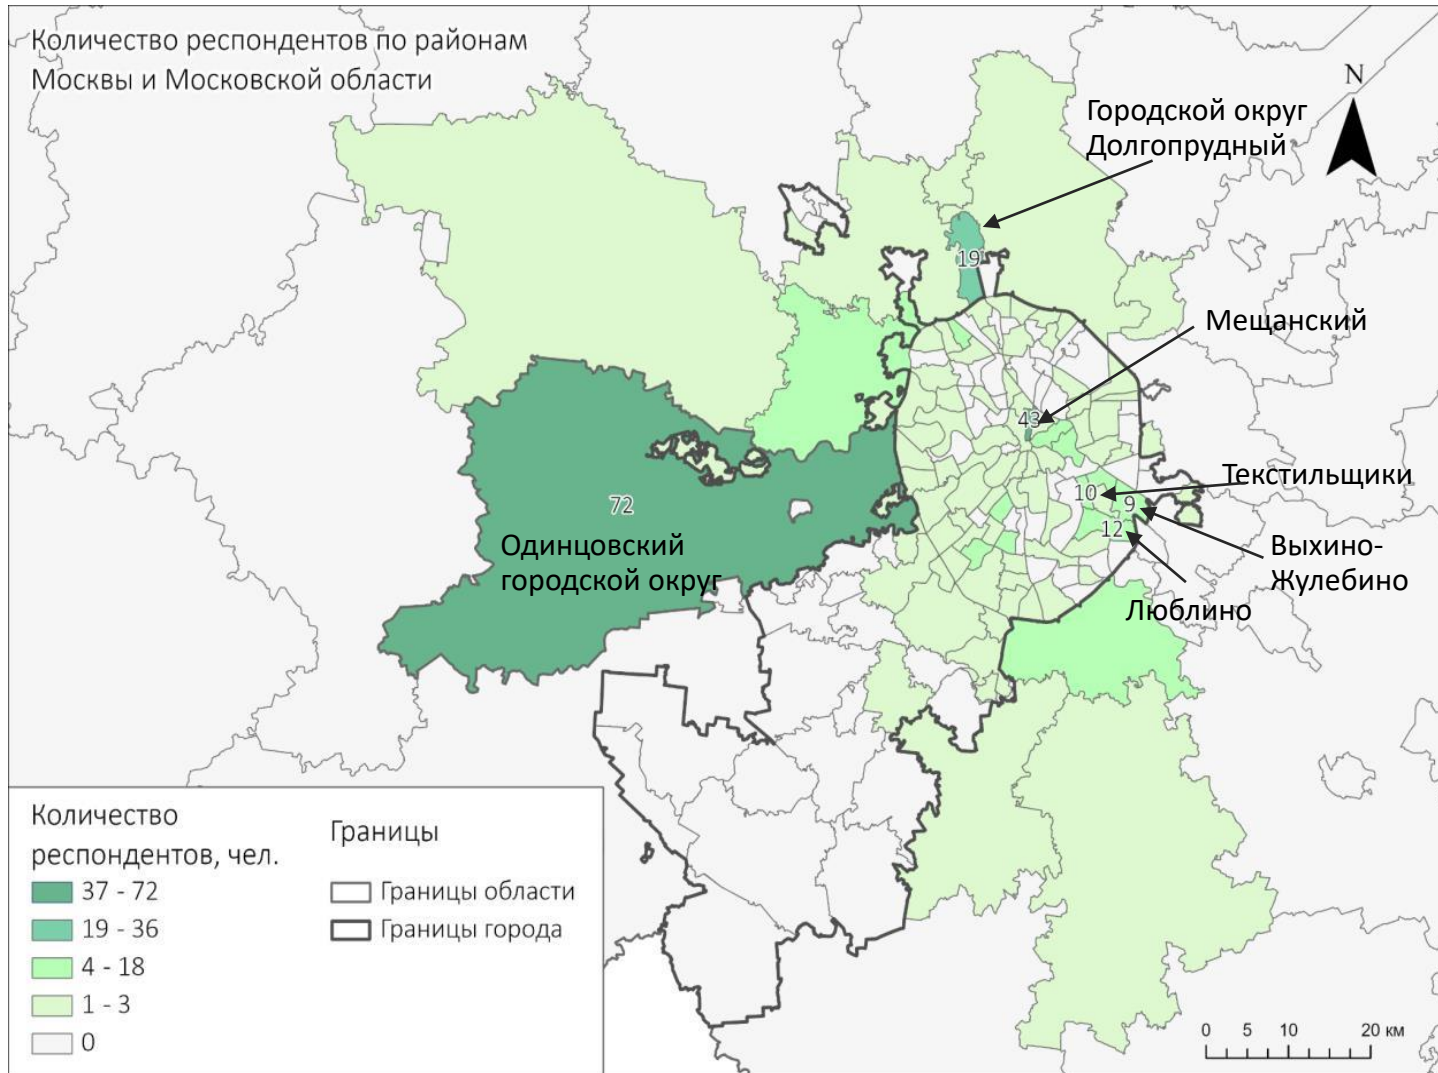 Количество респондентов по районам
Москвы и Московской области
N
Городской округ
Долгопрудный
19
Мещанский
43
Текстильщики
10
9
72
12
Одинцовский
городской округ
Выхино-
Жулебино
Люблино
Количество
респондентов, чел.
37 - 72
19 - 36
4 - 18
1 - 3
0
Границы
Границы области
Границы города
0 5 10 20 км